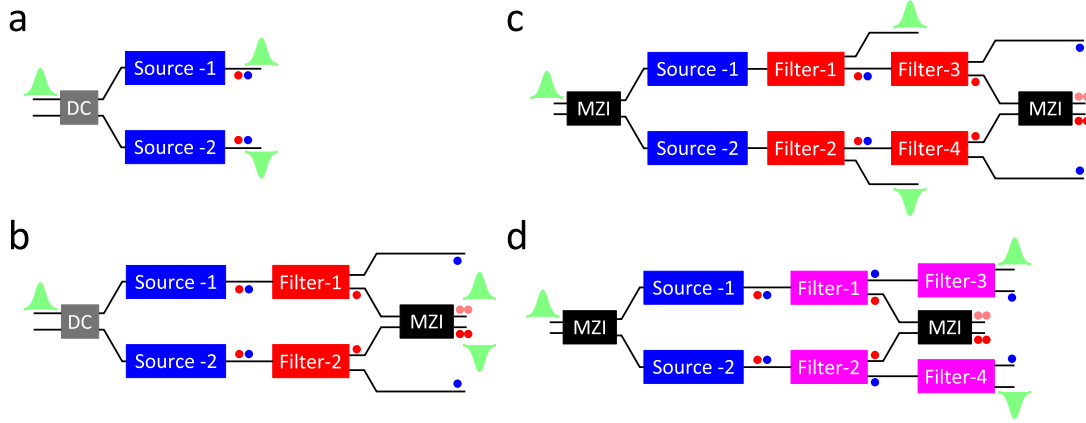 a
DC
Source -1
Source -2
b
DC
Source -1
Source -2
Filter-1
Filter-2
MZI
c
MZI
Source -1
Source -2
Filter-1
Filter-2
Filter-3
Filter-4
MZI
d
MZI
Source -1
Source -2
Filter-1
Filter-2
Filter-3
MZI
Filter-4